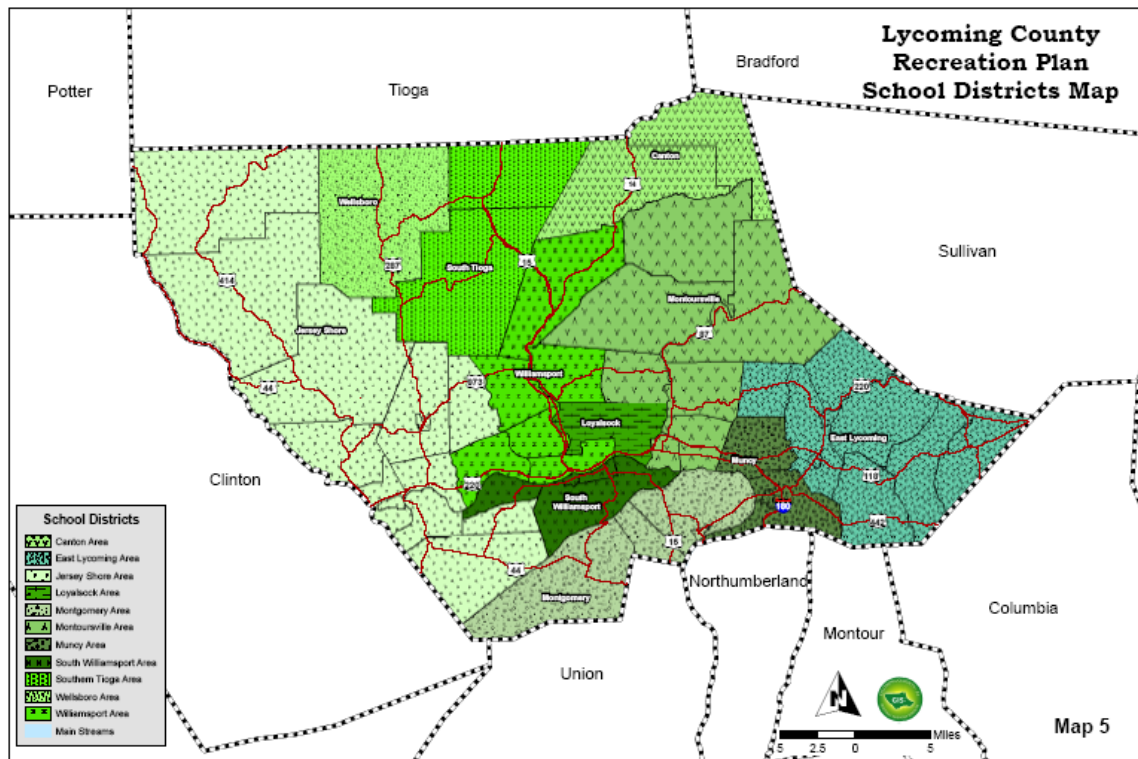 Lycoming County
Recreation Plan
School Districts Map
Potter
Tioga
Bradford
Sullivan
Canton
14
Wellsboro
287
South Tioga
15
414
Jersey Shore
Montoursville
87
44
973
Williamsport
220
Loyalsock
East Lycoming
Muncy
118
Clinton
220
South
Williamsport
180
442
15
44
Montgomery
Northumberland
Columbia
Montour
Union
School Districts
Canton Area
East Lycoming Area
Jersey Shore Area
Loyalsock Area
Montgomery Area
Montoursville Area
Muncy Area
South Williamsport Area
Southern Tioga Area
Wellsboro Area
Williamsport Area
Main Streams
N
GIS
Miles
5 2.5 0 5
Map 5